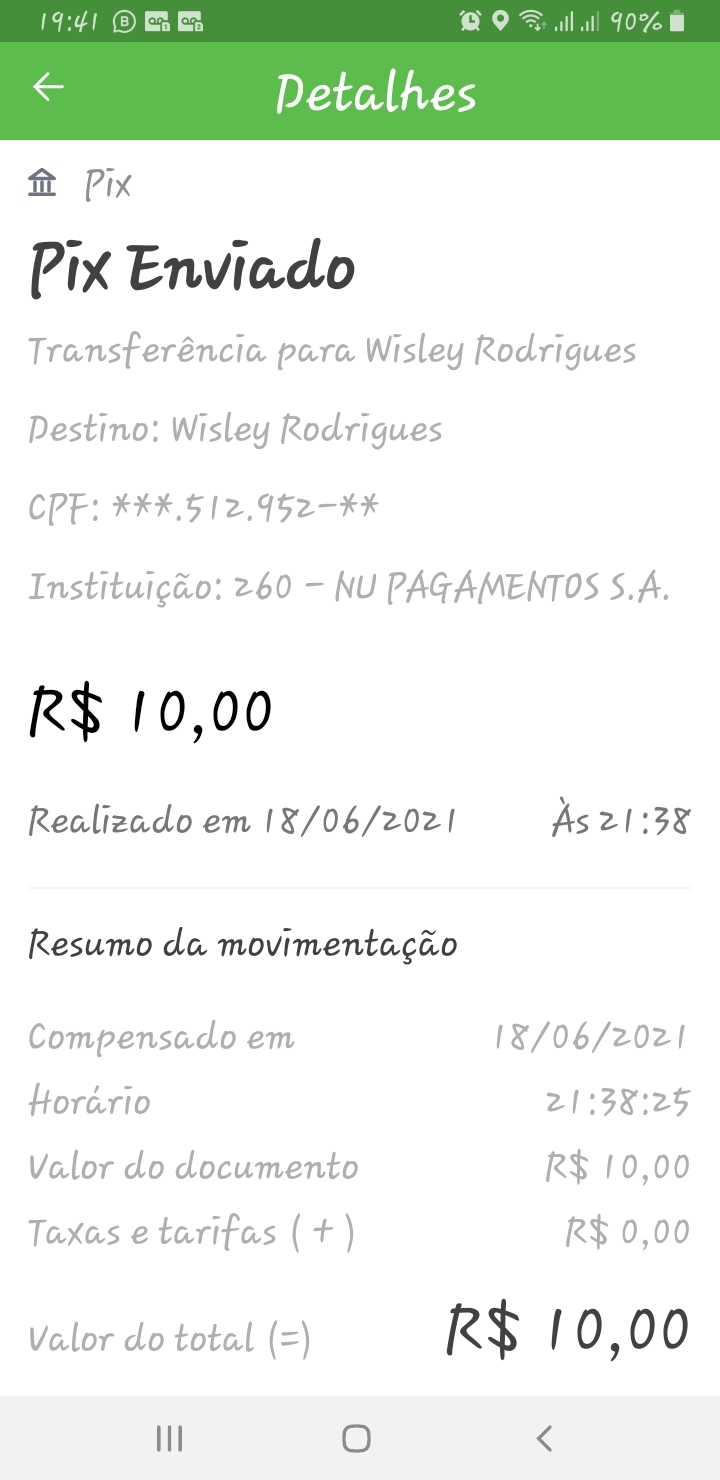 19:41 90%
Detalhes
Pix
Pix Enviado
Transferência para Wisley Rodrigues
Destino: Wisley Rodrigues
CPF: ***.512.952-**
Instituição: 260 - NU PAGAMENTOS S.A.
R$ 10,00
Realizado em 18/06/2021 Às 21:38
Resumo da movimentação
Compensado em 18/06/2021
Horário 21:38:25
Valor do documento R$ 10,00
Taxas e tarifas ( + ) R$ 0,00
Valor do total (=) R$ 10,00